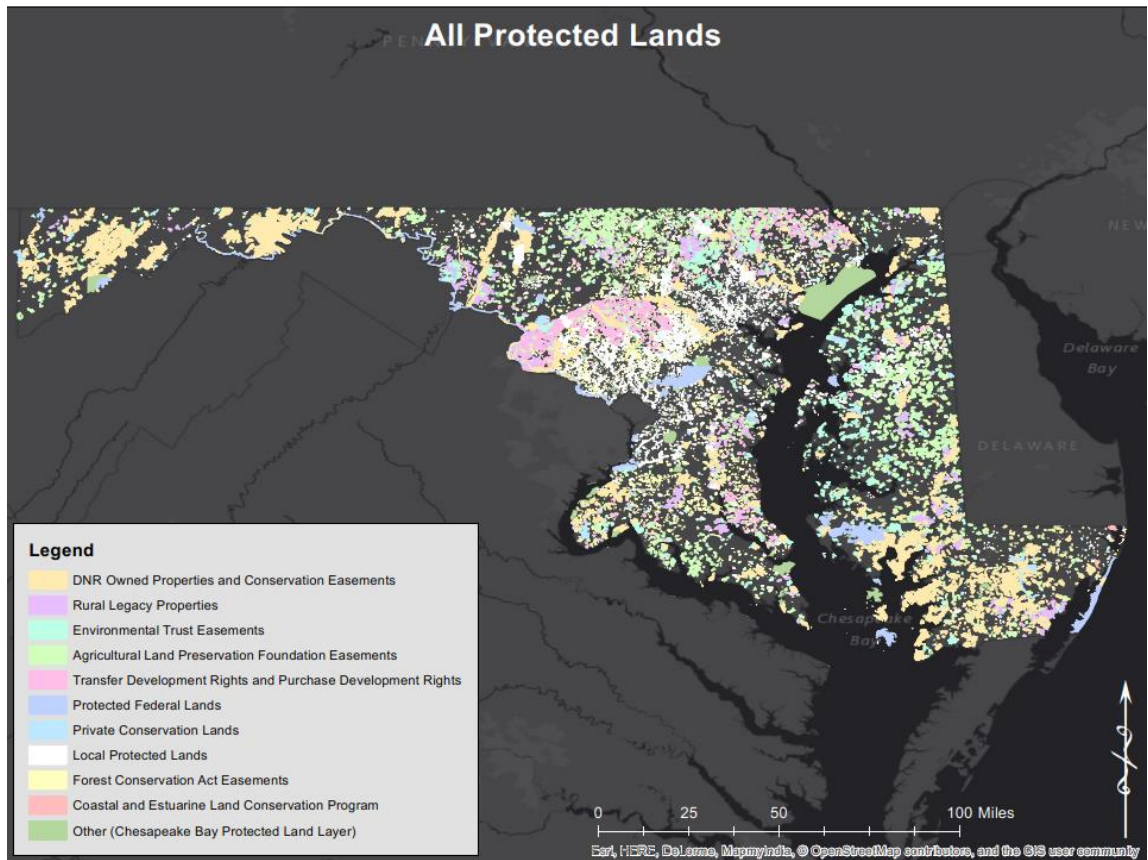 All Protected Lands
NEW
Delaware
Bay
DELAWARE
Chesapeake
Bay
Legend
DNR Owned Properties and Conservation Easements
Rural Legacy Properties
Environmental Trust Easements
Agricultural Land Preservation Foundation Easements
Transfer Development Rights and Purchase Development Rights
Protected Federal Lands
Private Conservation Lands
Local Protected Lands
Forest Conservation Act Easements
Coastal and Estuarine Land Conservation Program
Other (Chesapeake Bay Protected Land Layer)
0 25 50 100 Miles
Esri, HERE, DeLorme, MapmyIndia, © OpenStreetMap contributors, and the GIS user community